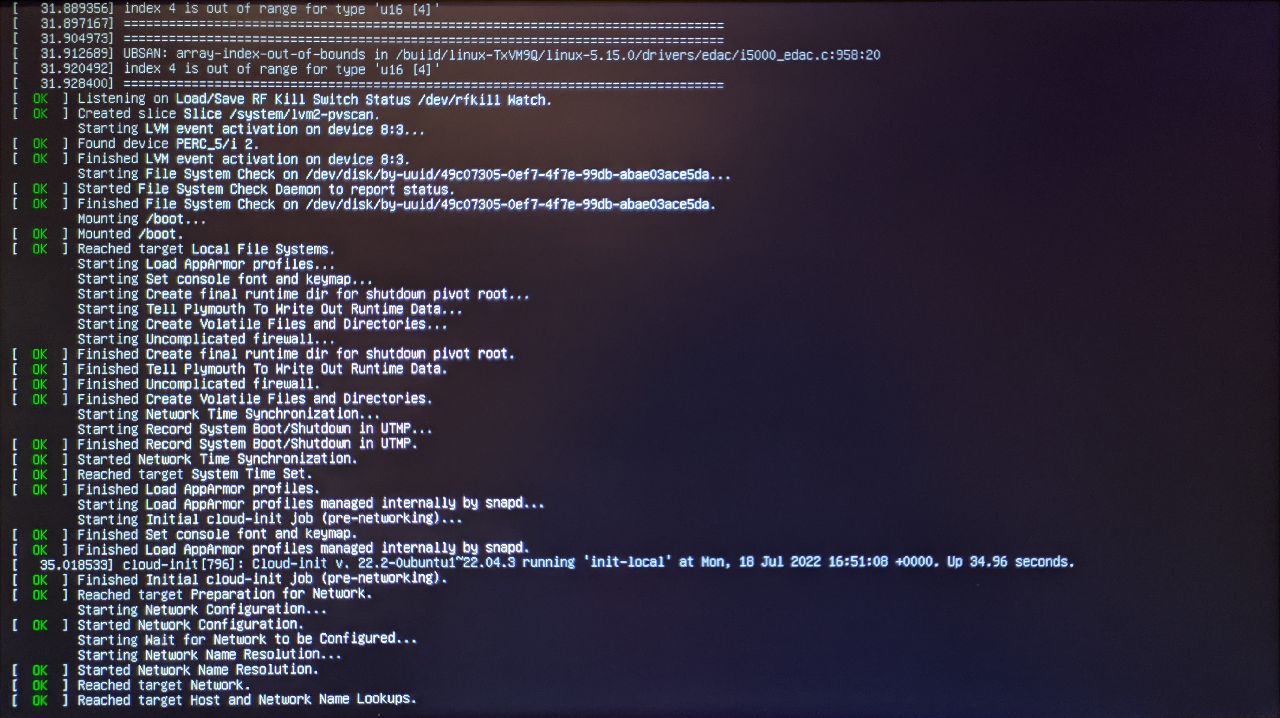 [   31.889356] index 4 is out of range for type 'u16 [4]'
[   31.897167] ================================================================================
[   31.904973] ================================================================================
[   31.912689] UBSAN: array-index-out-of-bounds in /build/linux-TxVM9Q/linux-5.15.0/drivers/edac/i5000_edac.c:958:20
[   31.920492] index 4 is out of range for type 'u16 [4]'
[   31.928400] ================================================================================
[  OK  ] Listening on Load/Save RF Kill Switch Status /dev/rfkill Watch.
[  OK  ] Created slice Slice /system/lvm2-pvscan.
         Starting LVM event activation on device 8:3...
[  OK  ] Found device PERC_5/i 2.
[  OK  ] Finished LVM event activation on device 8:3.
         Starting File System Check on /dev/disk/by-uuid/49c07305-0ef7-4f7e-99db-abae03ace5da...
[  OK  ] Started File System Check Daemon to report status.
[  OK  ] Finished File System Check on /dev/disk/by-uuid/49c07305-0ef7-4f7e-99db-abae03ace5da.
         Mounting /boot...
[  OK  ] Mounted /boot.
[  OK  ] Reached target Local File Systems.
         Starting Load AppArmor profiles...
         Starting Set console font and keymap...
         Starting Create final runtime dir for shutdown pivot root...
         Starting Tell Plymouth To Write Out Runtime Data...
         Starting Create Volatile Files and Directories...
         Starting Uncomplicated firewall...
[  OK  ] Finished Create final runtime dir for shutdown pivot root.
[  OK  ] Finished Tell Plymouth To Write Out Runtime Data.
[  OK  ] Finished Uncomplicated firewall.
[  OK  ] Finished Create Volatile Files and Directories.
         Starting Network Time Synchronization...
         Starting Record System Boot/Shutdown in UTMP...
[  OK  ] Finished Record System Boot/Shutdown in UTMP.
[  OK  ] Started Network Time Synchronization.
[  OK  ] Reached target System Time Set.
[  OK  ] Finished Load AppArmor profiles.
         Starting Load AppArmor profiles managed internally by snapd...
         Starting Initial cloud-init job (pre-networking)...
[  OK  ] Finished Set console font and keymap.
[  OK  ] Finished Load AppArmor profiles managed internally by snapd.
[   35.018533] cloud-init[796]: Cloud-init v. 22.2-0ubuntu1~22.04.3 running 'init-local' at Mon, 18 Jul 2022 16:51:08 +0000. Up 34.96 seconds.
[  OK  ] Finished Initial cloud-init job (pre-networking).
[  OK  ] Reached target Preparation for Network.
         Starting Network Configuration...
[  OK  ] Started Network Configuration.
         Starting Wait for Network to be Configured...
         Starting Network Name Resolution...
[  OK  ] Started Network Name Resolution.
[  OK  ] Reached target Network.
[  OK  ] Reached target Host and Network Name Lookups.